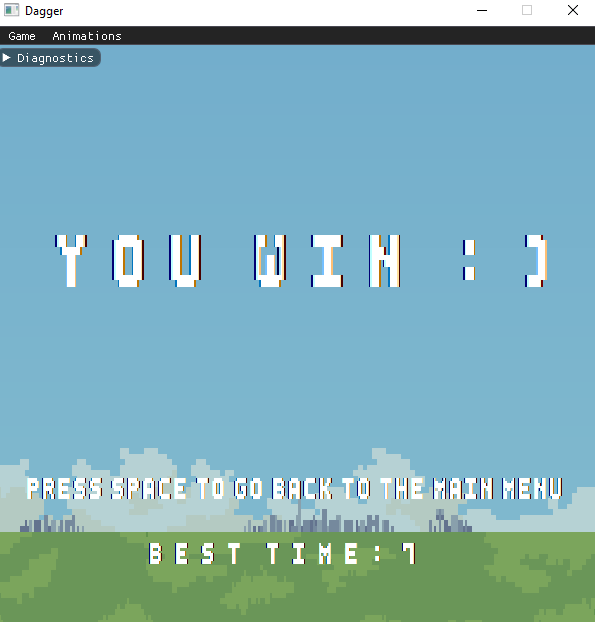 Dagger
Game Animations
Diagnostics
YOU WIN :)
PRESS SPACE TO GO BACK TO THE MAIN MENU
BEST TIME: 7